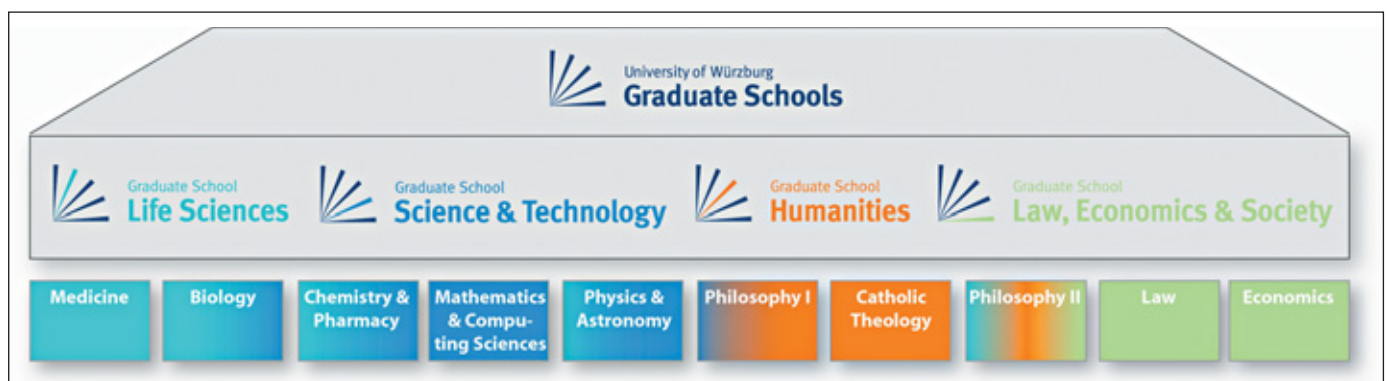 University of Würzburg
Graduate Schools
Graduate School
Life Sciences
Graduate School
Science & Technology
Graduate School
Humanities
Graduate School
Law, Economics & Society
Medicine
Biology
Chemistry &
Pharmacy
Mathematics
& Compu-
ting Sciences
Physics &
Astronomy
Philosophy I
Catholic
Theology
Philosophy II
Law
Economics